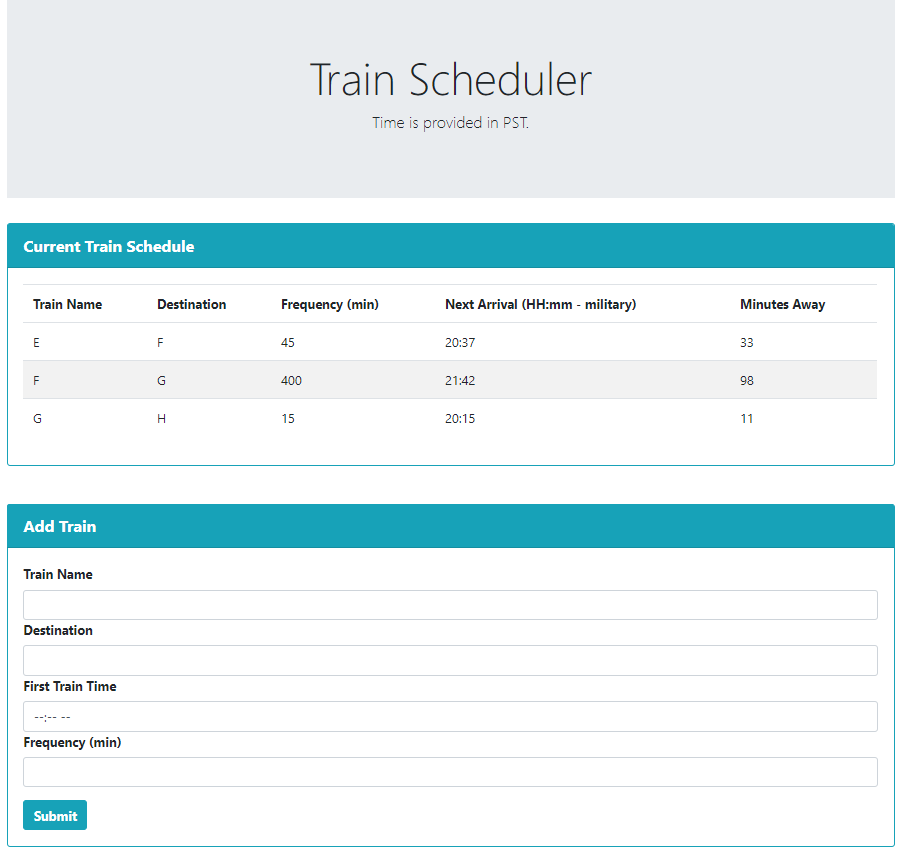 Train Scheduler
Time is provided in PST.
Current Train Schedule
Train Name Destination Frequency (min) Next Arrival (HH:mm - military) Minutes Away
E F 45 20:37 33
F G 400 21:42 98
G H 15 20:15 11
Add Train
Train Name
Destination
First Train Time
--:-- --
Frequency (min)
Submit